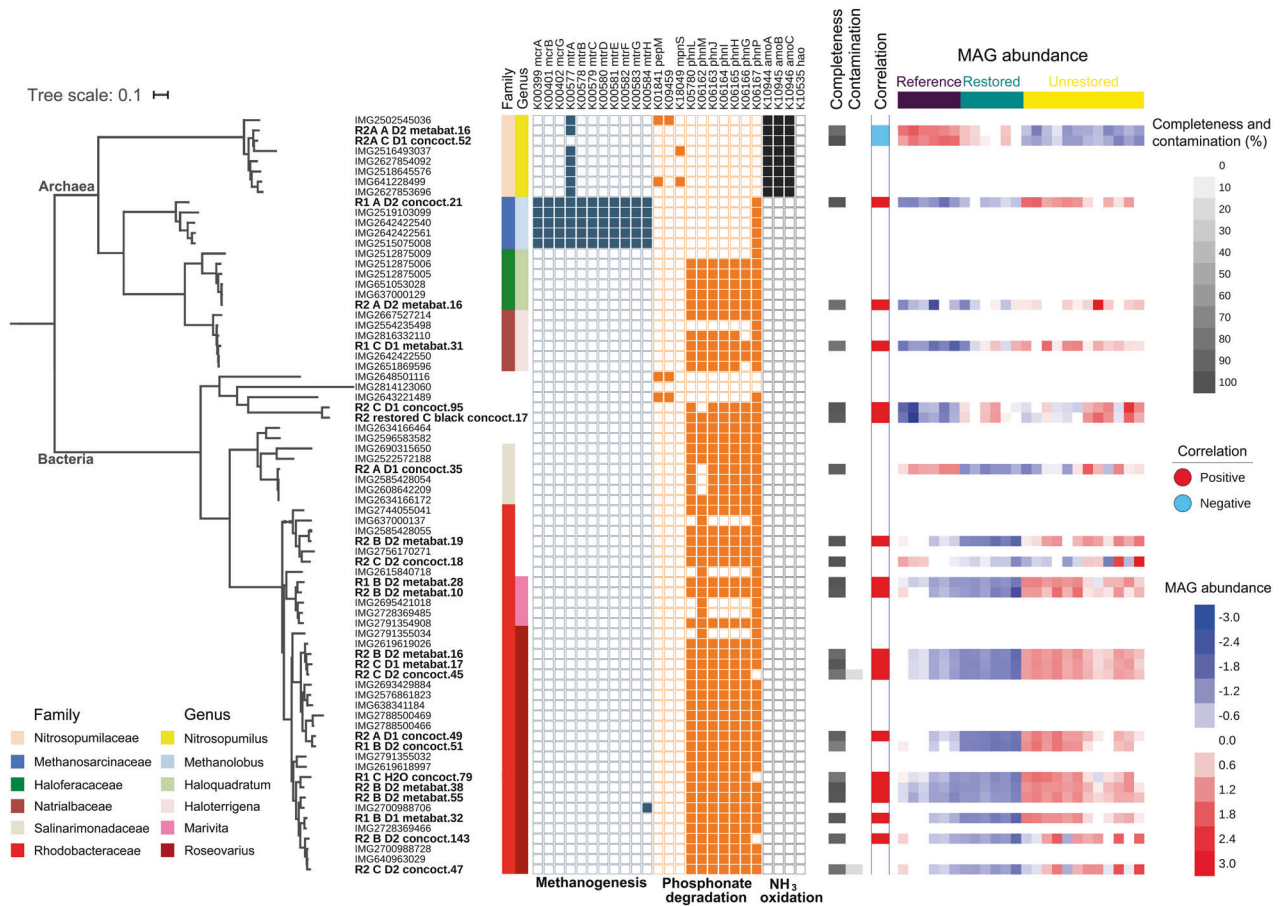 Tree scale: 0.1
Archaea
Bacteria
Family
Genus
K00399 mcrA
K00401 mcrB
K00402 mcrG
K00577 mtrA
K00578 mtrB
K00579 mtrC
K00580 mtrD
K00581 mtrE
K00582 mtrF
K00583 mtrG
K00584 mtrH
K01841 pepM
K09459
K18049 mpnS
K05780 phnL
K06162 phnM
K06163 phnJ
K06164 phnI
K06165 phnH
K06166 phnG
K06167 phnP
K10944 amoA
K10945 amoB
K10946 amoC
K10535 hao
Completeness
Contamination
Correlation
MAG abundance
Reference
Restored
Unrestored
IMG2502545036
R2A A D2 metabat.16
R2A C D1 concoct.52
IMG2516493037
IMG2627854092
IMG2518645576
IMG641228499
IMG2627853696
R1 A D2 concoct.21
IMG2519103099
IMG2642422540
IMG2642422561
IMG2515075008
IMG2512875009
IMG2512875006
IMG2512875005
IMG651053028
IMG637000129
R2 A D2 metabat.16
IMG2667527214
IMG2554235498
IMG2816332110
R1 C D1 metabat.31
IMG2642422550
IMG2651869596
IMG2648501116
IMG2814123060
IMG2643221489
R2 C D1 concoct.95
R2 restored C black concoct.17
IMG2634166464
IMG2596583582
IMG2690315650
IMG2522572188
R2 A D1 concoct.35
IMG2585428054
IMG2608642209
IMG2634166172
IMG2744055041
IMG637000137
IMG2585428055
R2 B D2 metabat.19
IMG2756170271
R2 C D2 concoct.18
IMG2615840718
R1 B D2 metabat.28
R2 B D2 metabat.10
IMG2695421018
IMG2728369485
IMG2791354908
IMG2791355034
IMG2619619026
R2 B D2 metabat.16
R2 C D1 metabat.17
R2 C D2 concoct.45
IMG2693429884
IMG2576861823
IMG638341184
IMG2788500469
IMG2788500466
R2 A D1 concoct.49
R1 B D2 concoct.51
IMG2791355032
IMG2619618997
R1 C H2O concoct.79
R2 B D2 metabat.38
R2 B D2 metabat.55
IMG2700988706
R1 B D1 metabat.32
IMG2728369466
R2 B D2 concoct.143
IMG2700988728
IMG640963029
R2 C D2 concoct.47
Methanogenesis
Phosphonate
degradation
NH3
oxidation
Family
Nitrosopumilaceae
Methanosarcinaceae
Haloferacaceae
Natrialbaceae
Salinarimonadaceae
Rhodobacteraceae
Genus
Nitrosopumilus
Methanolobus
Haloquadratum
Haloterrigena
Marivita
Roseovarius
Completeness and
contamination (%)
0
10
20
30
40
50
60
70
80
90
100
Correlation
Positive
Negative
MAG abundance
-3.0
-2.4
-1.8
-1.2
-0.6
0.0
0.6
1.2
1.8
2.4
3.0